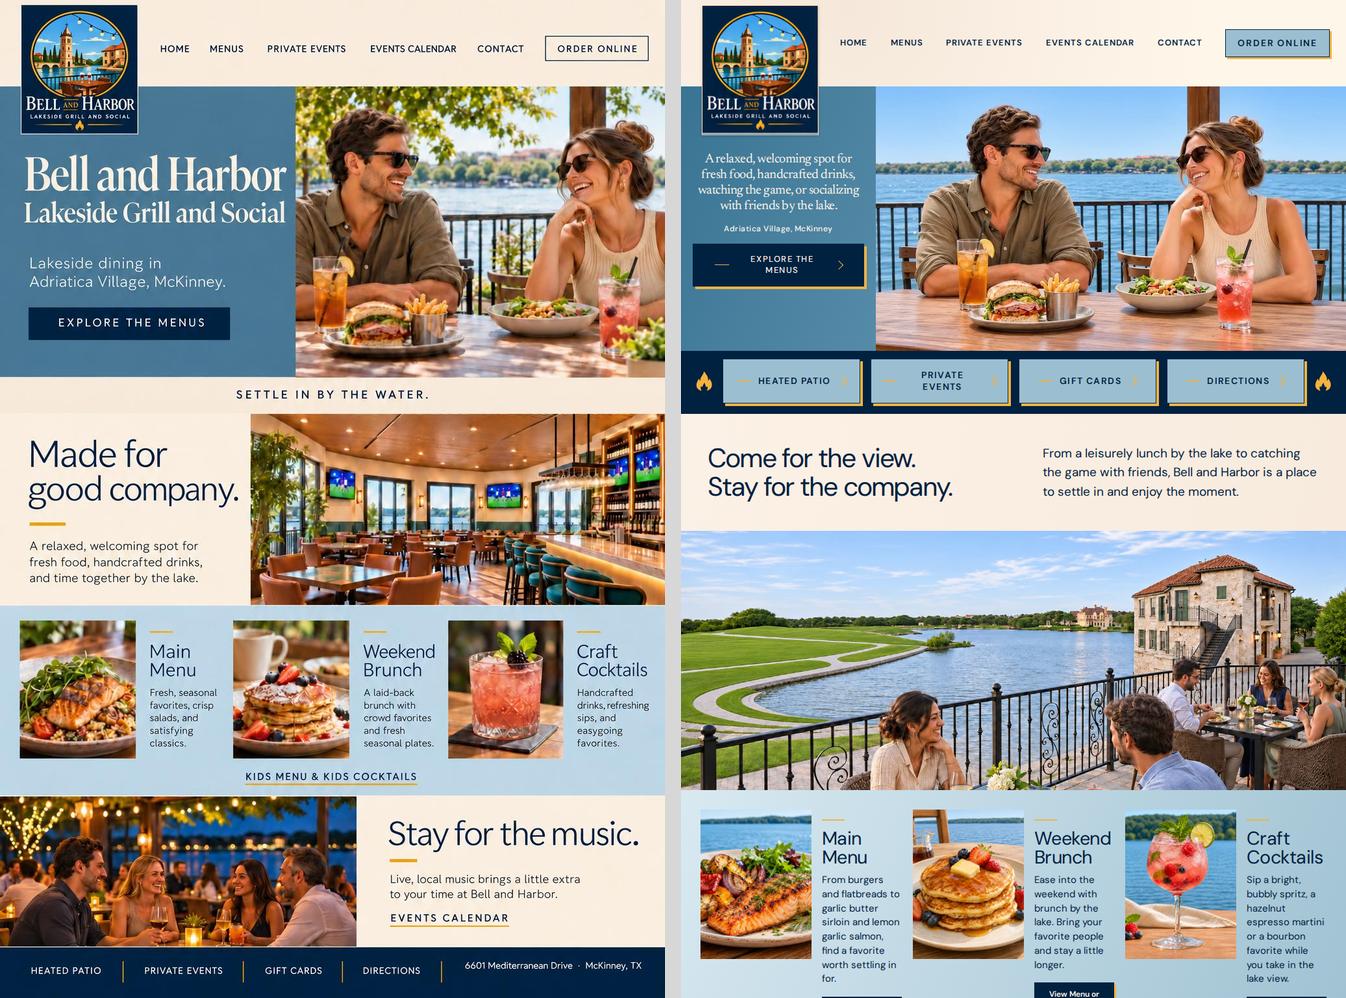 HOME MENUS PRIVATE EVENTS EVENTS CALENDAR CONTACT ORDER ONLINE
BELL AND HARBOR
LAKESIDE GRILL AND SOCIAL
Bell and Harbor
Lakeside Grill and Social
Lakeside dining in
Adriatica Village, McKinney.
EXPLORE THE MENUS
SETTLE IN BY THE WATER.
Made for
good company.
A relaxed, welcoming spot for
fresh food, handcrafted drinks,
and time together by the lake.
Main
Menu
Fresh, seasonal
favorites, crisp
salads, and
satisfying
classics.
Weekend
Brunch
A laid-back
brunch with
crowd favorites
and fresh
seasonal plates.
Craft
Cocktails
Handcrafted
drinks, refreshing
sips, and
easygoing
favorites.
KIDS MENU & KIDS COCKTAILS
Stay for the music.
Live, local music brings a little extra
to your time at Bell and Harbor.
EVENTS CALENDAR
HEATED PATIO PRIVATE EVENTS GIFT CARDS DIRECTIONS 6601 Mediterranean Drive · McKinney, TX
HOME MENUS PRIVATE EVENTS EVENTS CALENDAR CONTACT ORDER ONLINE
BELL AND HARBOR
LAKESIDE GRILL AND SOCIAL
A relaxed, welcoming spot for
fresh food, handcrafted drinks,
watching the game, or socializing
with friends by the lake.
Adriatica Village, McKinney
EXPLORE THE
MENUS
HEATED PATIO
PRIVATE
EVENTS
GIFT CARDS
DIRECTIONS
Come for the view.
Stay for the company.
From a leisurely lunch by the lake to catching
the game with friends, Bell and Harbor is a place
to settle in and enjoy the moment.
Main
Menu
From burgers
and flatbreads to
garlic butter
sirloin and lemon
garlic salmon,
find a favorite
worth settling in
for.
Weekend
Brunch
Ease into the
weekend with
brunch by the
lake. Bring your
favorite people
and stay a little
longer.
View Menu or
Craft
Cocktails
Sip a bright,
bubbly spritz, a
hazelnut
espresso martini
or a bourbon
favorite while
you take in the
lake view.